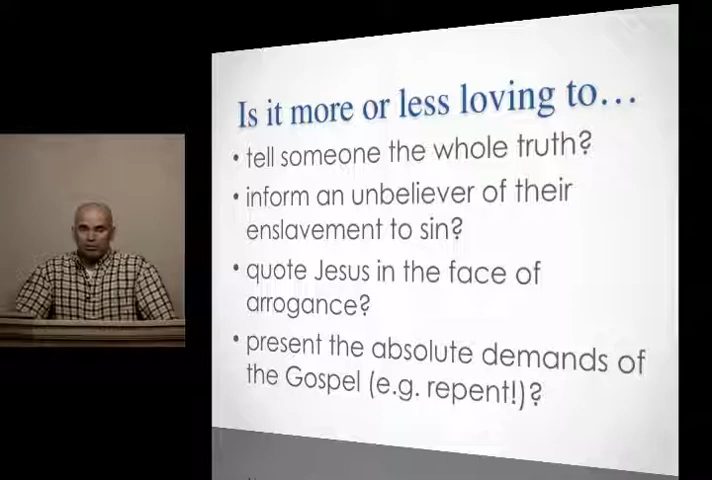 Is it more or less loving to…
• tell someone the whole truth?
• inform an unbeliever of their
enslavement to sin?
• quote Jesus in the face of
arrogance?
• present the absolute demands of
the Gospel (e.g. repent!)?